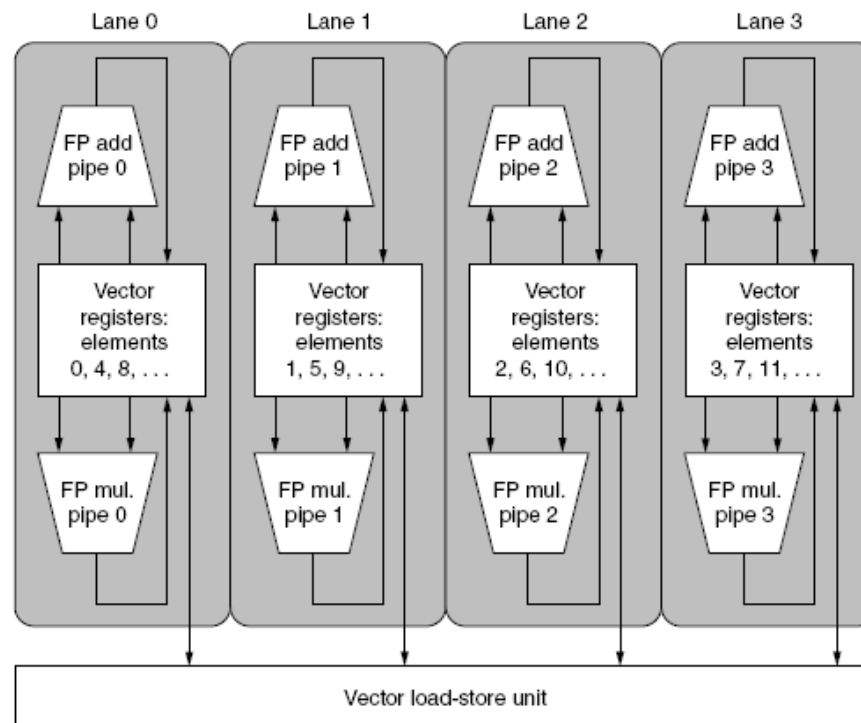 Lane 0
Lane 1
Lane 2
Lane 3
FP add
pipe 0
FP add
pipe 1
FP add
pipe 2
FP add
pipe 3
Vector
registers:
elements
0, 4, 8, . . .
Vector
registers:
elements
1, 5, 9, . . .
Vector
registers:
elements
2, 6, 10, . . .
Vector
registers:
elements
3, 7, 11, . . .
FP mul.
pipe 0
FP mul.
pipe 1
FP mul.
pipe 2
FP mul.
pipe 3
Vector load-store unit